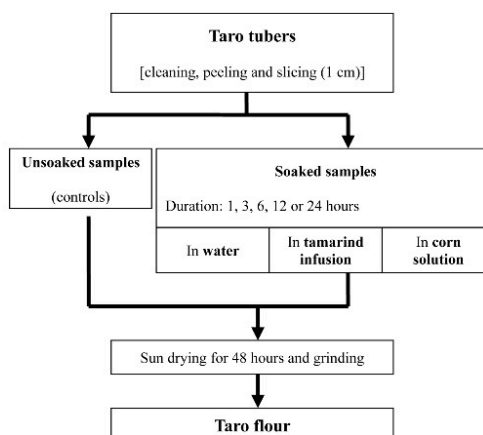 Taro tubers
[cleaning, peeling and slicing (1 cm)]
Unsoaked samples
(controls)
Soaked samples
Duration: 1, 3, 6, 12 or 24 hours
In water
In tamarind
infusion
In corn
solution
Sun drying for 48 hours and grinding
Taro flour